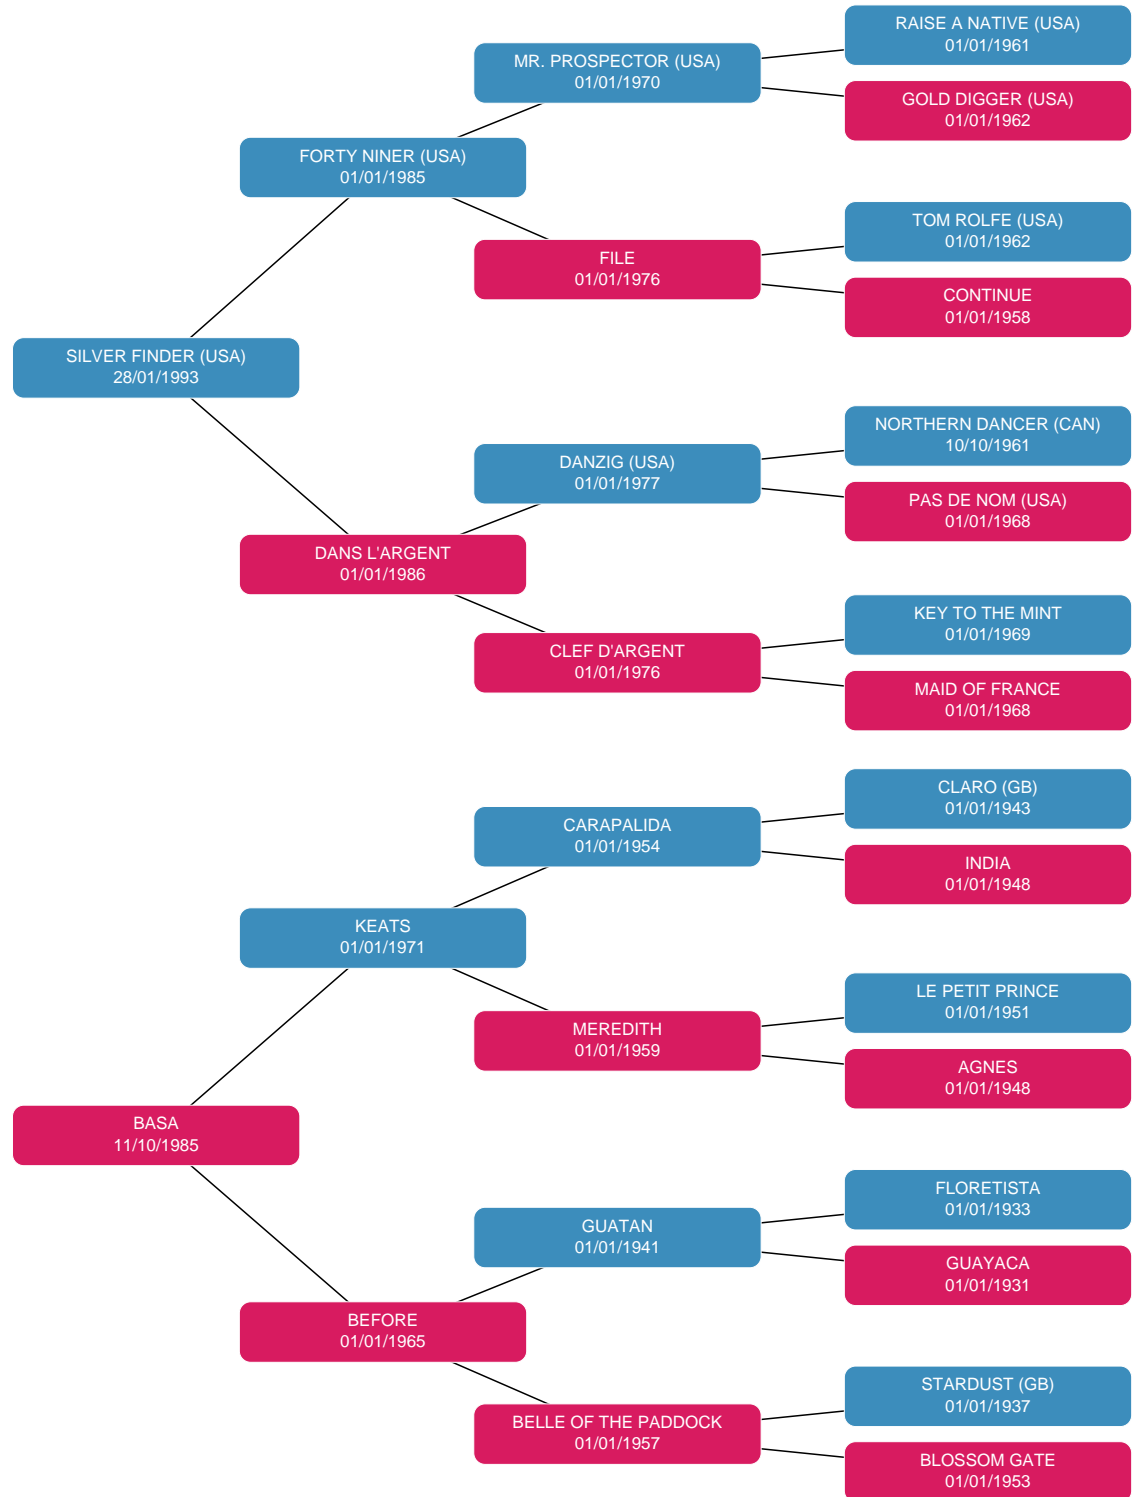 RAISE A NATIVE (USA)
01/01/1961
MR. PROSPECTOR (USA)
01/01/1970
GOLD DIGGER (USA)
01/01/1962
FORTY NINER (USA)
01/01/1985
TOM ROLFE (USA)
01/01/1962
FILE
01/01/1976
CONTINUE
01/01/1958
SILVER FINDER (USA)
28/01/1993
NORTHERN DANCER (CAN)
10/10/1961
DANZIG (USA)
01/01/1977
PAS DE NOM (USA)
01/01/1968
DANS L'ARGENT
01/01/1986
KEY TO THE MINT
01/01/1969
CLEF D'ARGENT
01/01/1976
MAID OF FRANCE
01/01/1968
CLARO (GB)
01/01/1943
CARAPALIDA
01/01/1954
INDIA
01/01/1948
KEATS
01/01/1971
LE PETIT PRINCE
01/01/1951
MEREDITH
01/01/1959
AGNES
01/01/1948
BASA
11/10/1985
FLORETISTA
01/01/1933
GUATAN
01/01/1941
GUAYACA
01/01/1931
BEFORE
01/01/1965
STARDUST (GB)
01/01/1937
BELLE OF THE PADDOCK
01/01/1957
BLOSSOM GATE
01/01/1953